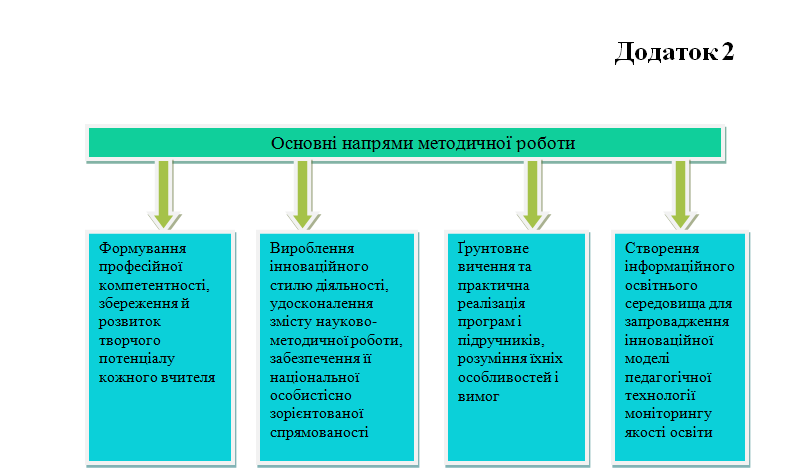 Додаток 2
Основні напрями методичної роботи
Формування
професійної
компетентності,
збереження й
розвиток
творчого
потенціалу
кожного вчителя
Вироблення
інноваційного
стилю діяльності,
удосконалення
змісту науково-
методичної роботи,
забезпечення її
національної
особистісно
зорієнтованої
спрямованості
Ґрунтовне
вичення та
практична
реалізація
програм і
підручників,
розуміння їхніх
особливостей і
вимог
Створення
інформаційного
освітнього
середовища для
запровадження
інноваційної
моделі
педагогічної
технології
моніторингу
якості освіти